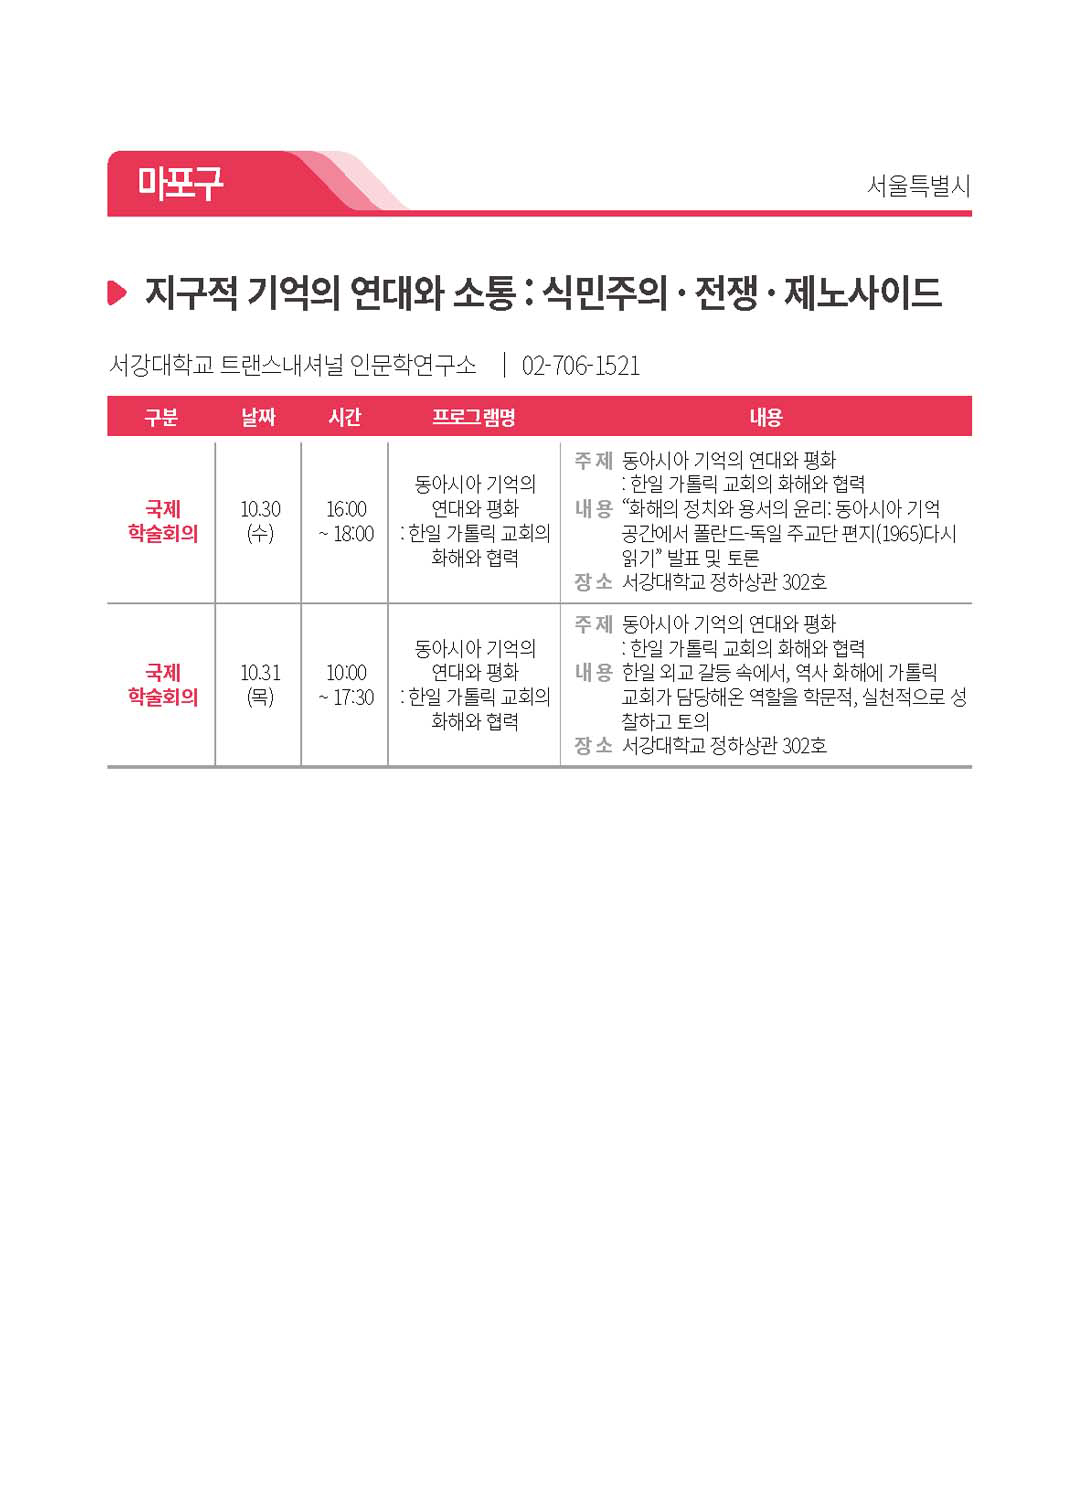 마포구
서울특별시
지구적 기억의 연대와 소통 : 식민주의 · 전쟁 · 제노사이드
서강대학교 트랜스내셔널 인문학연구소 | 02-706-1521
구분 날짜 시간 프로그램명 내용
국제
학술회의
10.30
(수)
16:00
~ 18:00
동아시아 기억의
연대와 평화
: 한일 가톨릭 교회의
화해와 협력
주제 동아시아 기억의 연대와 평화
: 한일 가톨릭 교회의 화해와 협력
내용 “화해의 정치와 용서의 윤리: 동아시아 기억
공간에서 폴란드-독일 주교단 편지(1965)다시
읽기” 발표 및 토론
장소 서강대학교 정하상관 302호
국제
학술회의
10.31
(목)
10:00
~ 17:30
동아시아 기억의
연대와 평화
: 한일 가톨릭 교회의
화해와 협력
주제 동아시아 기억의 연대와 평화
: 한일 가톨릭 교회의 화해와 협력
내용 한일 외교 갈등 속에서, 역사 화해에 가톨릭
교회가 담당해온 역할을 학문적, 실천적으로 성
찰하고 토의
장소 서강대학교 정하상관 302호